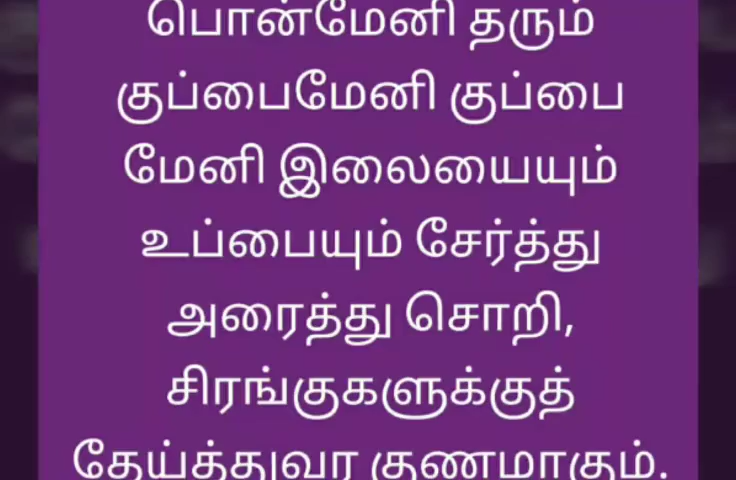 பொன்மேனி தரும்
குப்பைமேனி குப்பை
மேனி இலையையும்
உப்பையும் சேர்த்து
அரைத்து சொறி,
சிரங்குகளுக்குத்
தேய்த்துவர குணமாகும்.